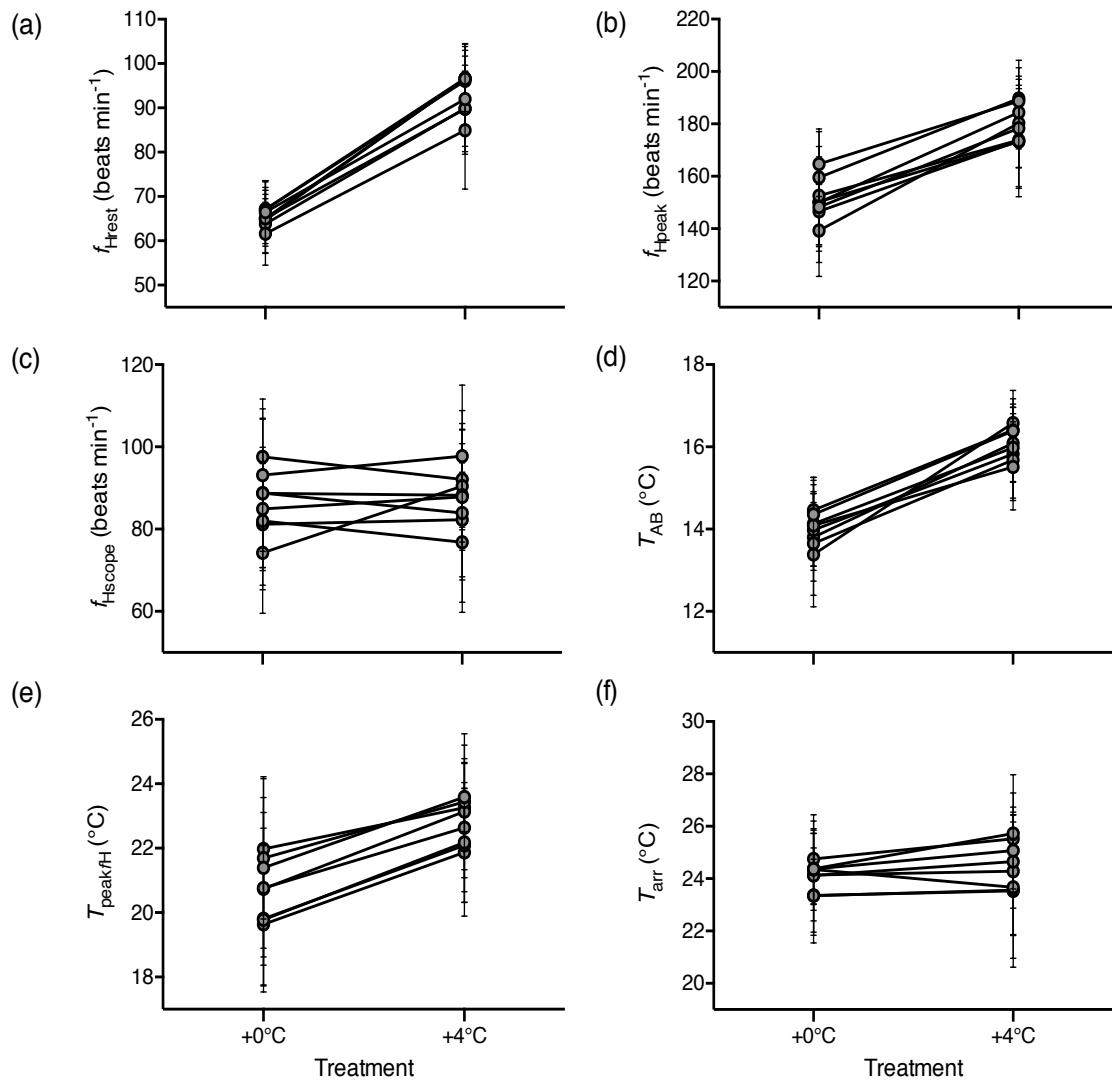 (a)
110
100
90
80
70
60
50
fHrest (beats min-1)
(b)
220
200
180
160
140
120
fHpeak (beats min-1)
(c)
120
100
80
60
fHscope (beats min-1)
(d)
18
16
14
12
TAB (°C)
(e)
26
24
22
20
18
TpeakfH (°C)
+0°C +4°C
Treatment
(f)
30
28
26
24
22
20
Tarr (°C)
+0°C +4°C
Treatment